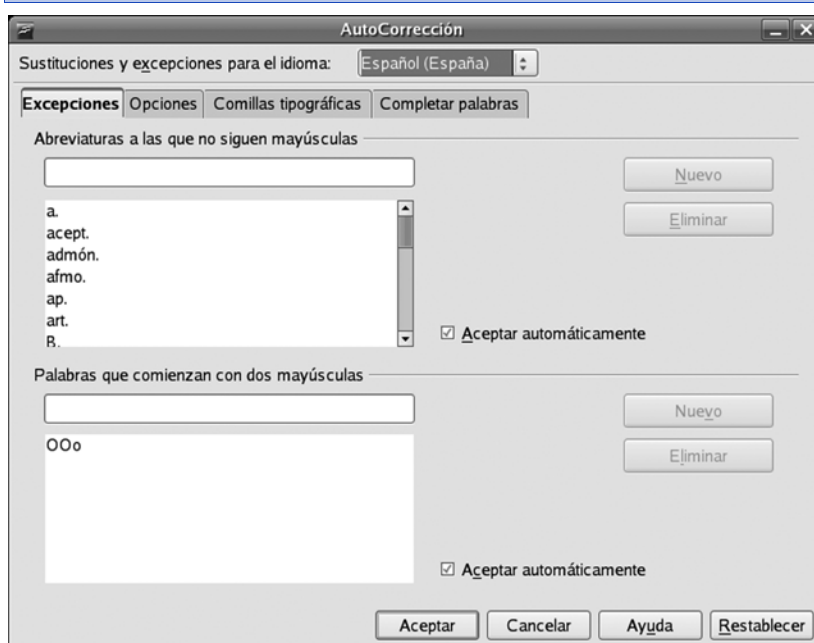 AutoCorrección
Sustituciones y excepciones para el idioma: Español (España)
Excepciones Opciones Comillas tipográficas Completar palabras
Abreviaturas a las que no siguen mayúsculas
Nuevo
a.
acept.
Eliminar
admón.
afmo.
ap.
art.
Aceptar automáticamente
B.
Palabras que comienzan con dos mayúsculas
Nuevo
OOo
Eliminar
Aceptar automáticamente
Aceptar Cancelar Ayuda Restablecer